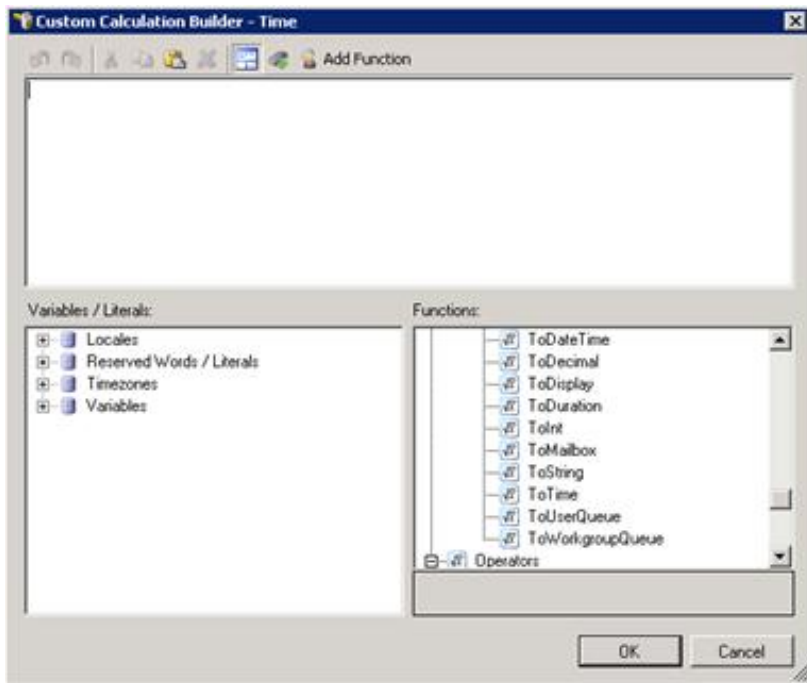 Custom Calculation Builder - Time
Add Function
Variables / Literals:
Locales
Reserved Words / Literals
Timezones
Variables
Functions:
ToDateTime
ToDecimal
ToDisplay
ToDuration
ToInt
ToMailbox
ToString
ToTime
ToUserQueue
ToWorkgroupQueue
Operators
OK
Cancel